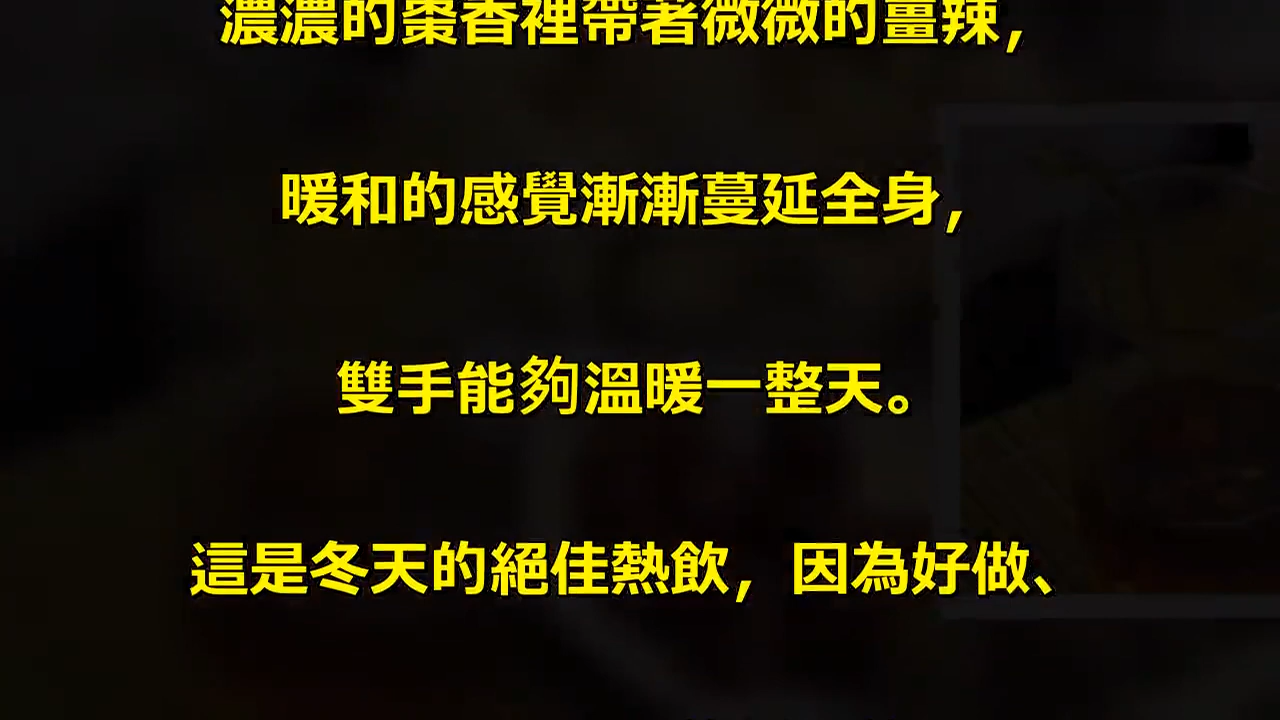 濃濃的棗香裡帶著微微的薑辣，
暖和的感覺漸漸蔓延全身，
雙手能夠溫暖一整天。
這是冬天的絕佳熱飲，因為好做、